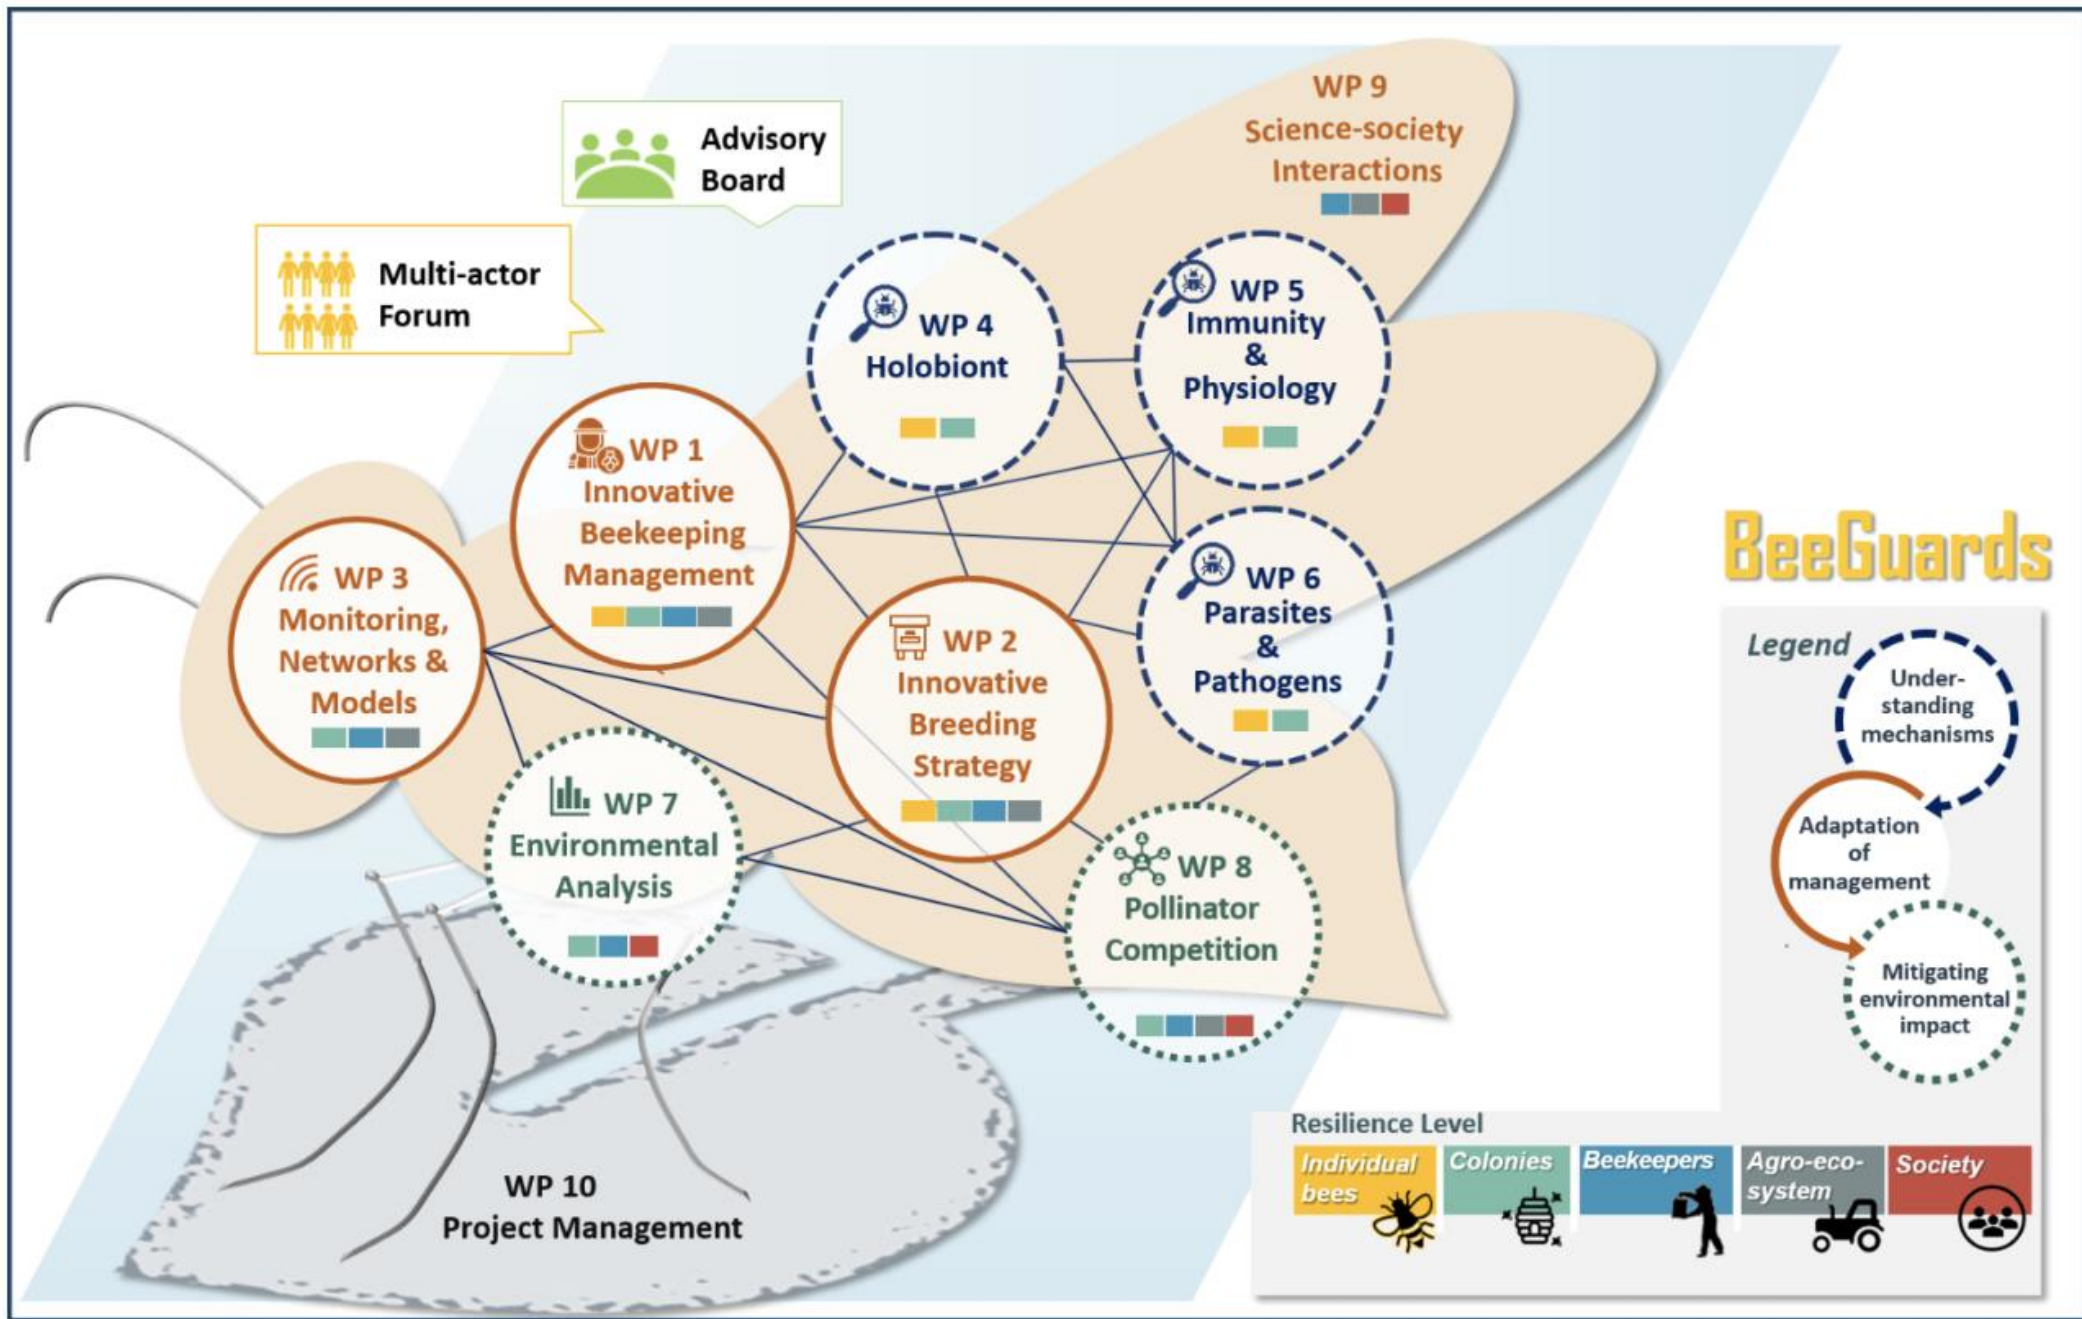 WP 9
Science-society
Interactions
Advisory
Board
Multi-actor
Forum
WP 4
Holobiont
WP 5
Immunity
&
Physiology
WP 1
Innovative
Beekeeping
Management
WP 3
Monitoring,
Networks &
Models
WP 2
Innovative
Breeding
Strategy
WP 6
Parasites
&
Pathogens
WP 7
Environmental
Analysis
WP 8
Pollinator
Competition
WP 10
Project Management
BeeGuards
Legend
Under-
standing
mechanisms
Adaptation
of
management
Mitigating
environmental
impact
Resilience Level
Individual
bees
Colonies
Beekeepers
Agro-eco-
system
Society